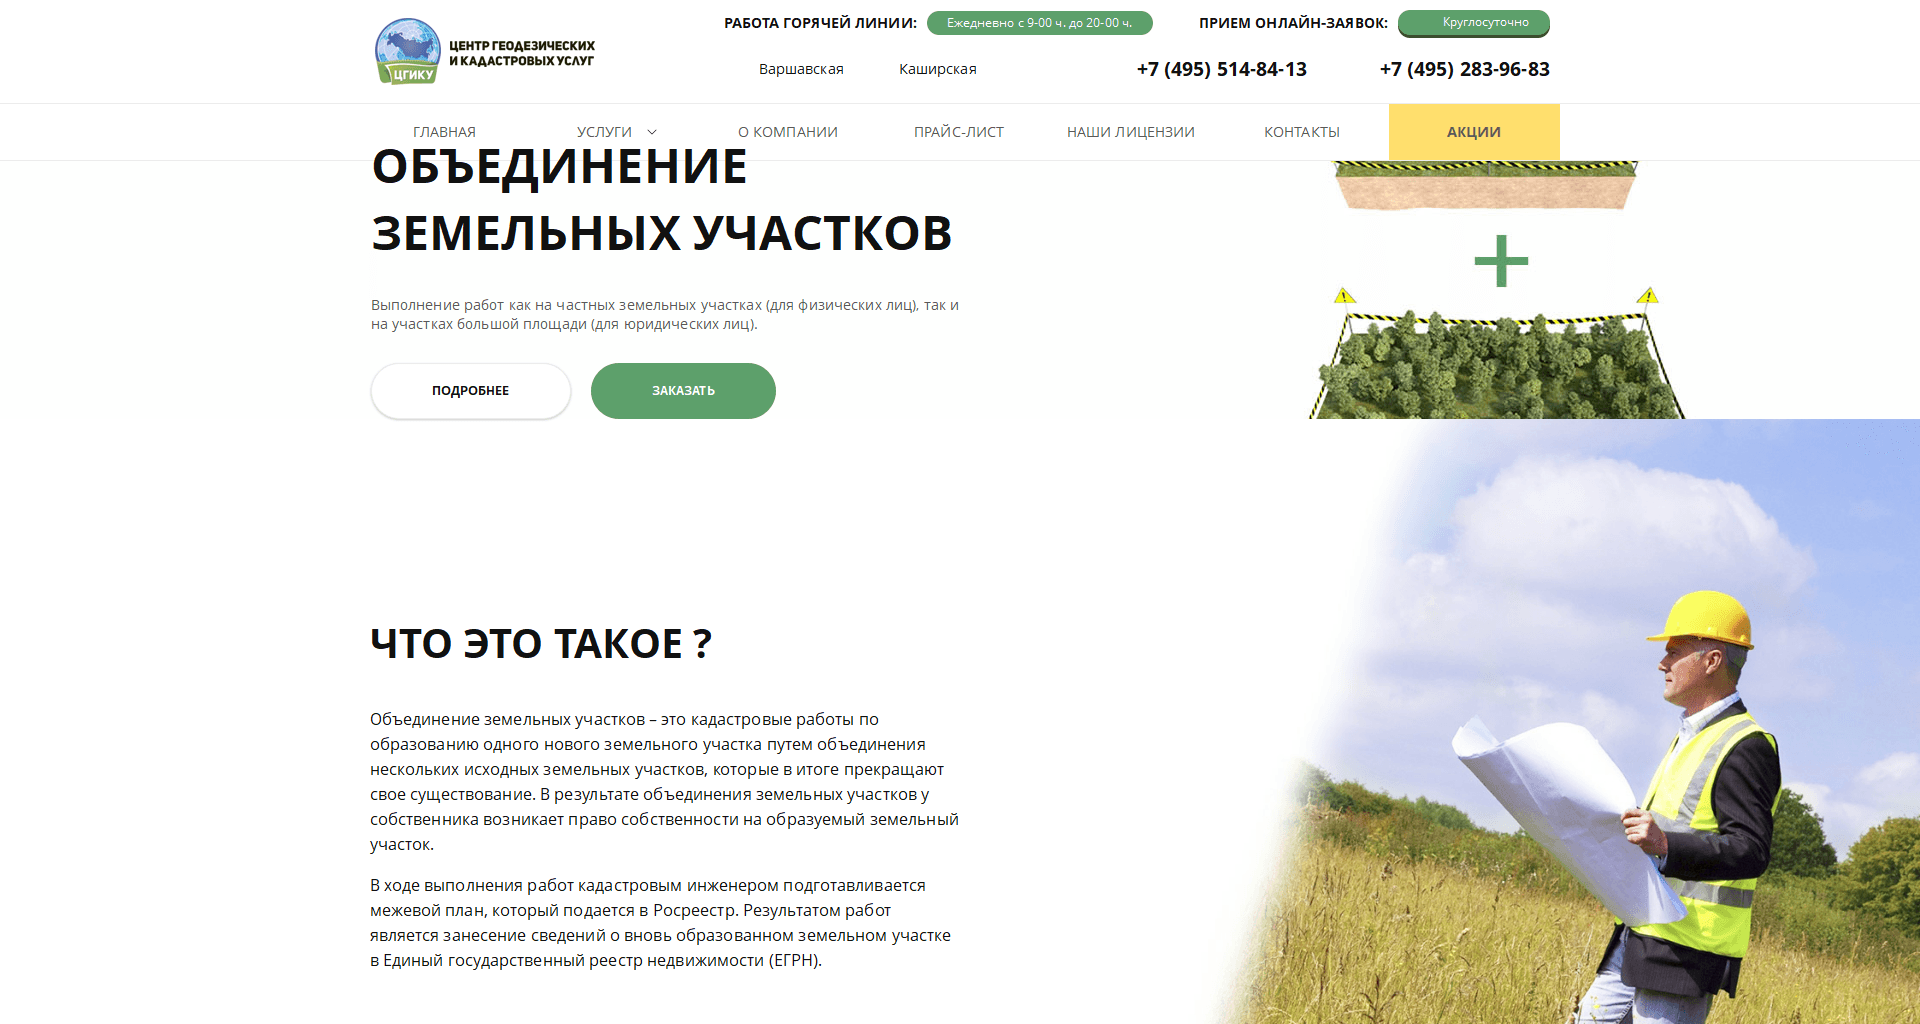 РАБОТА ГОРЯЧЕЙ ЛИНИИ: Ежедневно с 9-00 ч. до 20-00 ч. ПРИЕМ ОНЛАЙН-ЗАЯВОК: Круглосуточно
ЦГИКУ
ЦЕНТР ГЕОДЕЗИЧЕСКИХ
И КАДАСТРОВЫХ УСЛУГ
Варшавская Каширская +7 (495) 514-84-13 +7 (495) 283-96-83
ГЛАВНАЯ УСЛУГИ О КОМПАНИИ ПРАЙС-ЛИСТ НАШИ ЛИЦЕНЗИИ КОНТАКТЫ АКЦИИ
ОБЪЕДИНЕНИЕ
ЗЕМЕЛЬНЫХ УЧАСТКОВ
Выполнение работ как на частных земельных участках (для физических лиц), так и
на участках большой площади (для юридических лиц).
ПОДРОБНЕЕ ЗАКАЗАТЬ
ЧТО ЭТО ТАКОЕ ?
Объединение земельных участков – это кадастровые работы по
образованию одного нового земельного участка путем объединения
нескольких исходных земельных участков, которые в итоге прекращают
свое существование. В результате объединения земельных участков у
собственника возникает право собственности на образуемый земельный
участок.
В ходе выполнения работ кадастровым инженером подготавливается
межевой план, который подается в Росреестр. Результатом работ
является занесение сведений о вновь образованном земельном участке
в Единый государственный реестр недвижимости (ЕГРН).